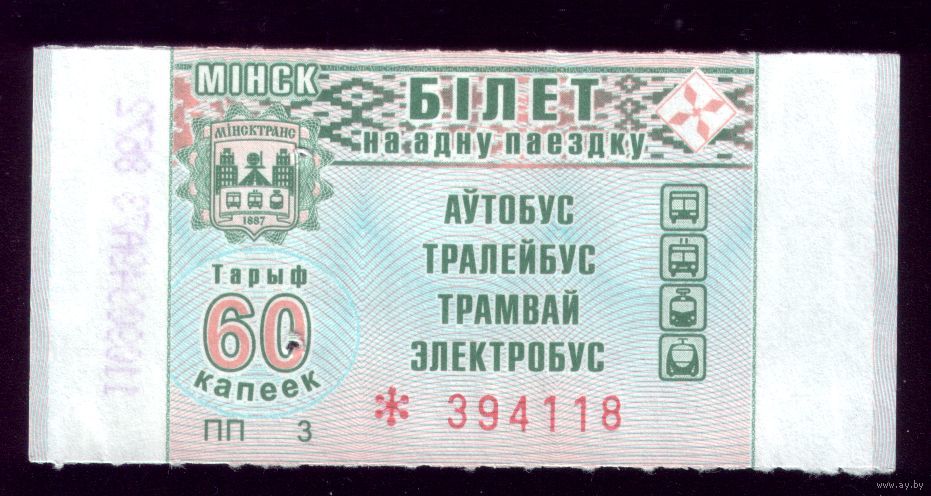 МІНСК
БІЛЕТ
на адну паездку
МІНСКТРАНС
1887
АЎТОБУС
ТРАЛЕЙБУС
ТРАМВАЙ
ЭЛЕКТРОБУС
Тарыф
60
капеек
* 394118
ПП 3
www.ay.by